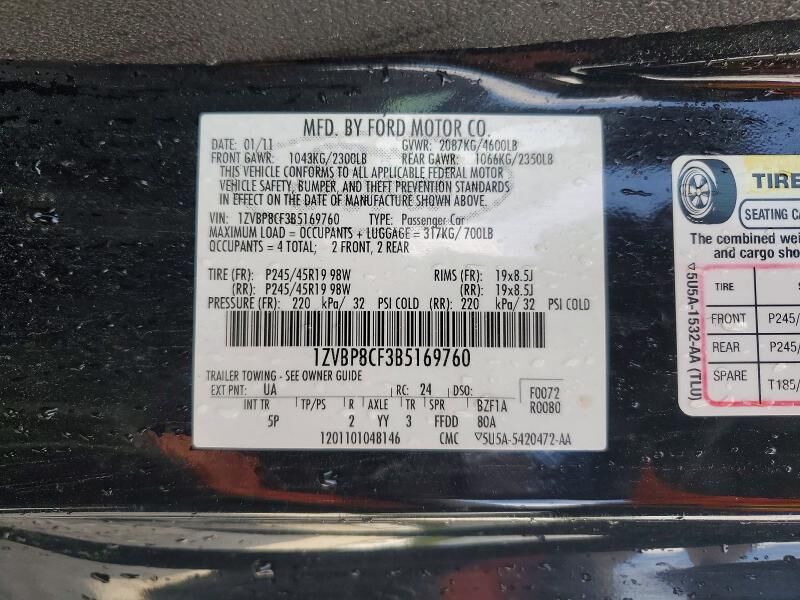 MFD. BY FORD MOTOR CO.
DATE: 01/11 GVWR: 2087KG/4600LB
FRONT GAWR: 1043KG/2300LB REAR GAWR: 1066KG/2350LB
THIS VEHICLE CONFORMS TO ALL APPLICABLE FEDERAL MOTOR
VEHICLE SAFETY, BUMPER, AND THEFT PREVENTION STANDARDS
IN EFFECT ON THE DATE OF MANUFACTURE SHOWN ABOVE.
VIN: 1ZVBP8CF3B5169760 TYPE: Passenger Car
MAXIMUM LOAD = OCCUPANTS + LUGGAGE = 317KG/ 700LB
OCCUPANTS = 4 TOTAL; 2 FRONT, 2 REAR
TIRE (FR): P245/45R19 98W RIMS (FR): 19x8.5J
(RR): P245/45R19 98W (RR): 19x8.5J
PRESSURE (FR): 220 kPa/ 32 PSI COLD (RR): 220 kPa/ 32 PSI COLD
1ZVBP8CF3B5169760
TRAILER TOWING - SEE OWNER GUIDE
EXT PNT: UA RC: 24 DSO: F0072
R0080
INT TR TP/PS R AXLE TR SPR BZF1A
5P 2 YY 3 FFDD 80A
1201101048146 CMC 5U5A-5420472-AA
TIRE
SEATING CA
The combined wei
and cargo sho
5U5A-1532-AA (TLU)
TIRE S
FRONT P245/
REAR P245/
SPARE T185/